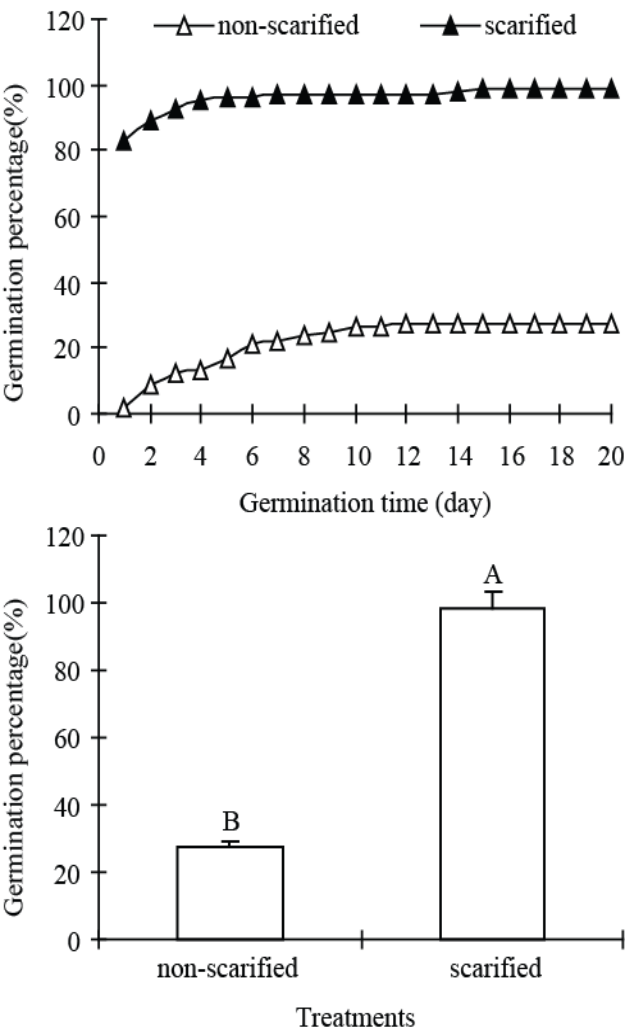 120
non-scarified
scarified
100
80
60
40
20
0
Germination percentage(%)
0 2 4 6 8 10 12 14 16 18 20
Germination time (day)
120
100
80
60
40
20
0
Germination percentage(%)
A
B
non-scarified scarified
Treatments